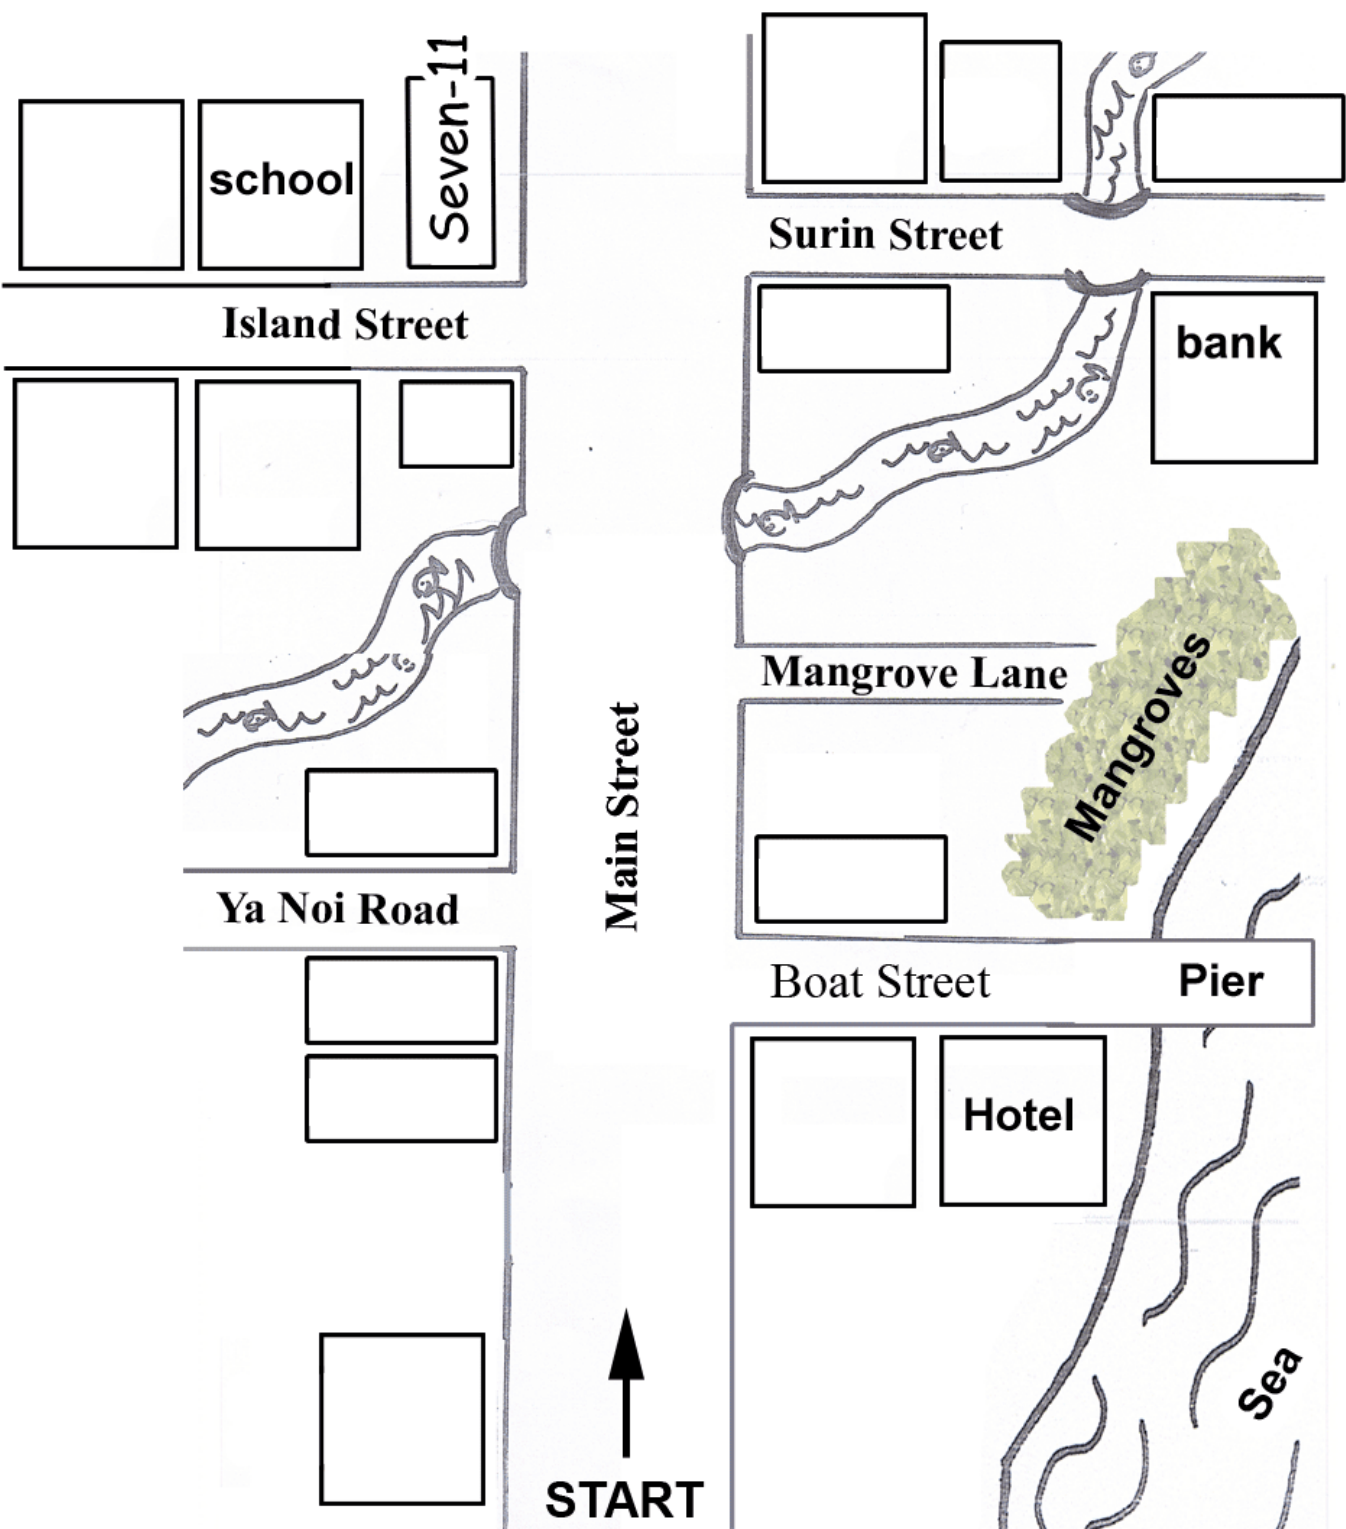 Seven-11
school
Surin Street
Island Street
bank
Mangrove Lane
Mangroves
Main Street
Ya Noi Road
Boat Street
Pier
Hotel
Sea
START